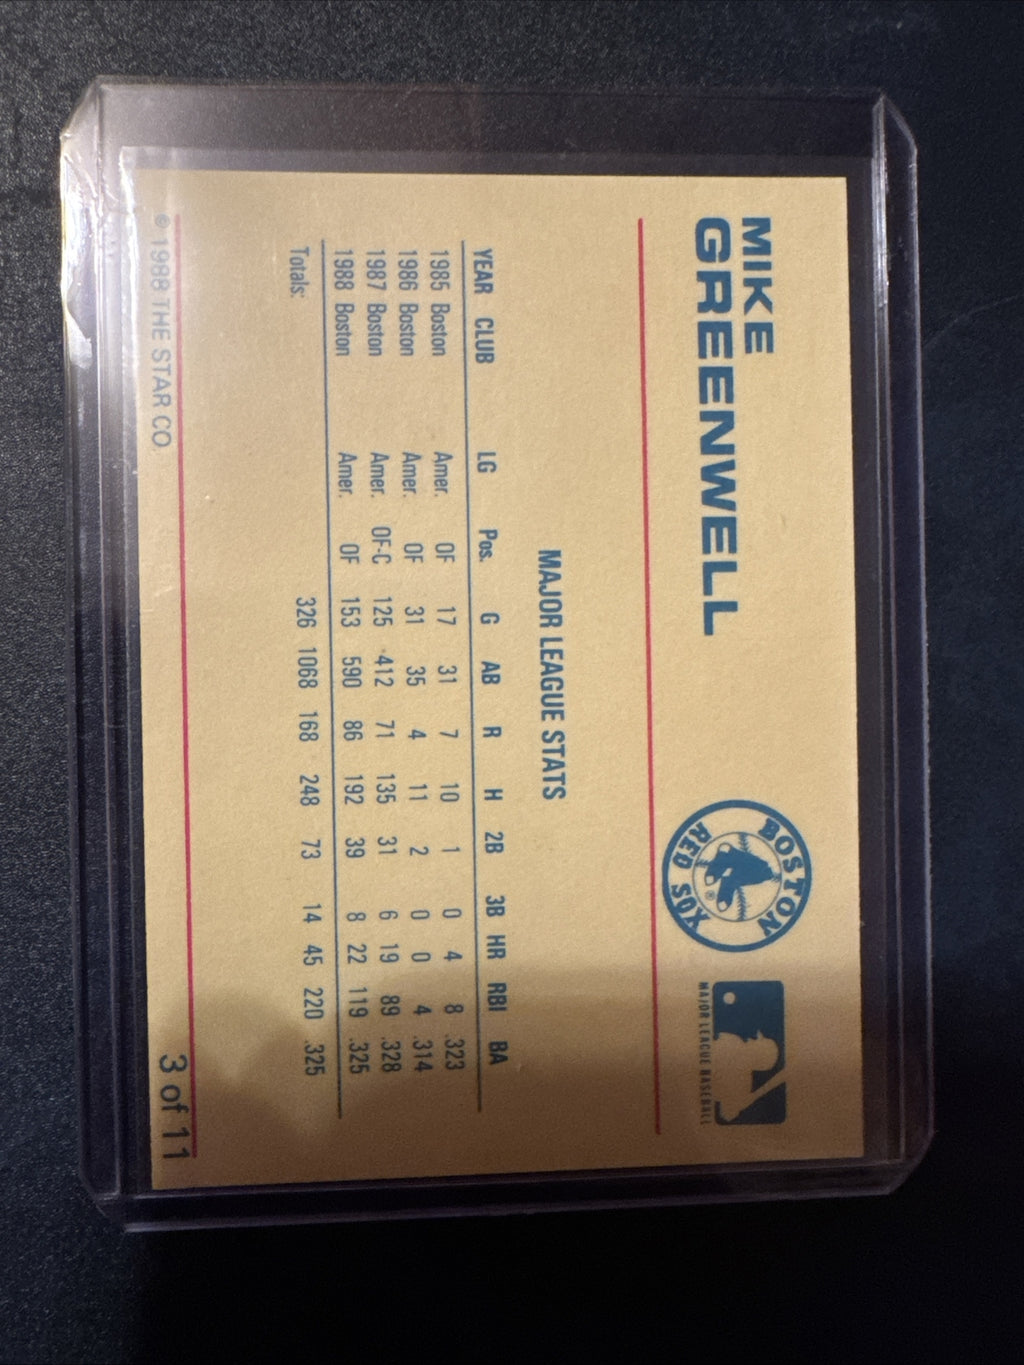 MIKE
GREENWELL
BOSTON
RED SOX
®
MAJOR LEAGUE BASEBALL
MAJOR LEAGUE STATS
YEAR CLUB LG Pos. G AB R H 2B 3B HR RBI BA
1985 Boston Amer. OF 17 31 7 10 1 0 4 8 .323
1986 Boston Amer. OF 31 35 4 11 2 0 0 4 .314
1987 Boston Amer. OF-C 125 412 71 135 31 6 19 89 .328
1988 Boston Amer. OF 153 590 86 192 39 8 22 119 .325
Totals: 326 1068 168 248 73 14 45 220 .325
© 1988 THE STAR CO.
3 of 11